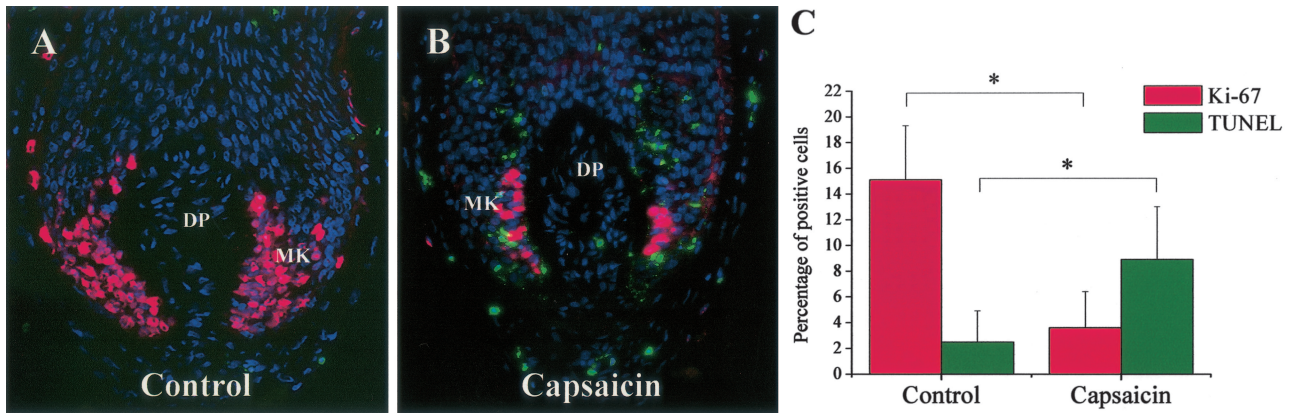 A
DP
MK
Control
B
DP
MK
Capsaicin
C
*
*
Ki-67
TUNEL
Percentage of positive cells
22
20
18
16
14
12
10
8
6
4
2
0
Control
Capsaicin